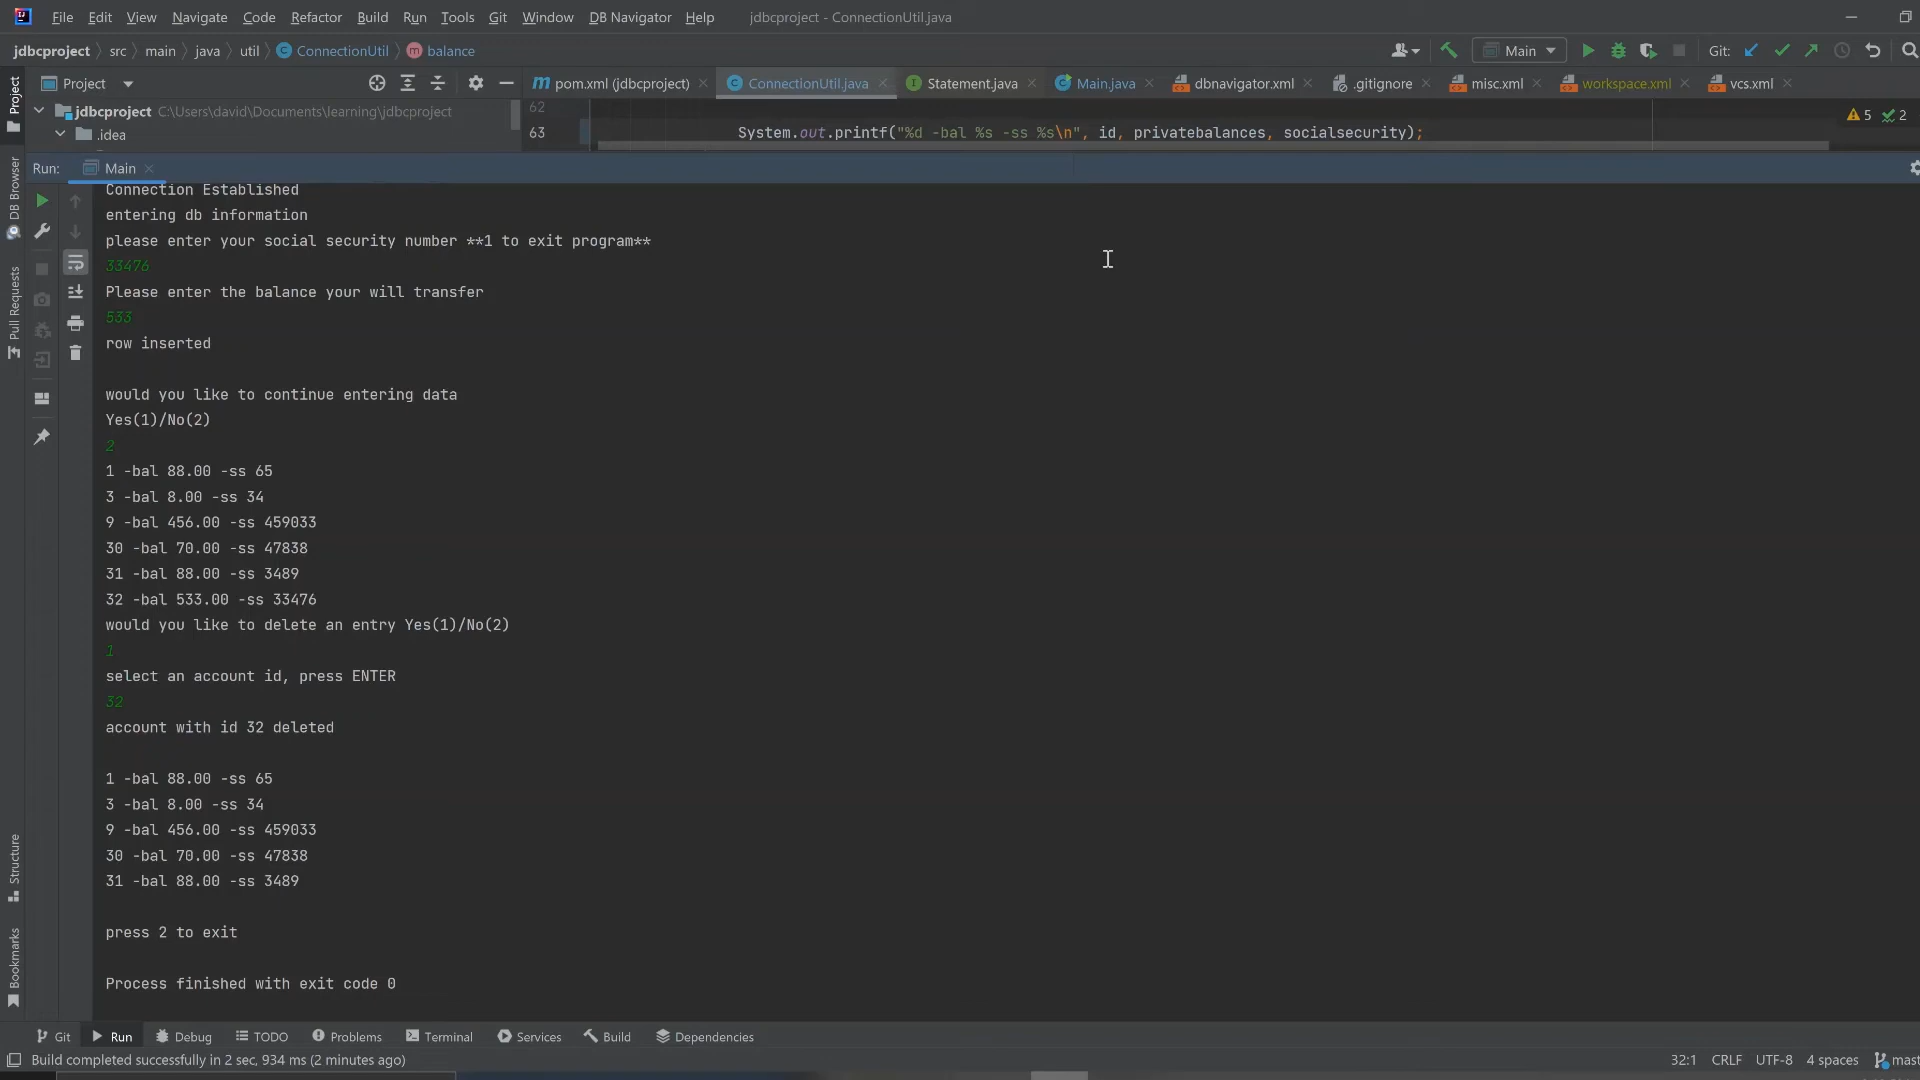 File Edit View Navigate Code Refactor Build Run Tools Git Window DB Navigator Help jdbcproject - ConnectionUtil.java
jdbcproject src main java util ConnectionUtil balance Main Git:
Project pom.xml (jdbcproject) ConnectionUtil.java Statement.java Main.java dbnavigator.xml .gitignore misc.xml workspace.xml vcs.xml
jdbcproject C:\Users\david\Documents\learning\jdbcproject 62 5 2
.idea 63 System.out.printf("%d -bal %s -ss %s\n", id, privatebalances, socialsecurity);
Run: Main
Connection Established
entering db information
please enter your social security number **1 to exit program**
33476
Please enter the balance your will transfer
533
row inserted
would you like to continue entering data
Yes(1)/No(2)
2
1 -bal 88.00 -ss 65
3 -bal 8.00 -ss 34
9 -bal 456.00 -ss 459033
30 -bal 70.00 -ss 47838
31 -bal 88.00 -ss 3489
32 -bal 533.00 -ss 33476
would you like to delete an entry Yes(1)/No(2)
1
select an account id, press ENTER
32
account with id 32 deleted
1 -bal 88.00 -ss 65
3 -bal 8.00 -ss 34
9 -bal 456.00 -ss 459033
30 -bal 70.00 -ss 47838
31 -bal 88.00 -ss 3489
press 2 to exit
Process finished with exit code 0
Project
DB Browser
Pull Requests
Structure
Bookmarks
Git Run Debug TODO Problems Terminal Services Build Dependencies
Build completed successfully in 2 sec, 934 ms (2 minutes ago) 32:1 CRLF UTF-8 4 spaces mast